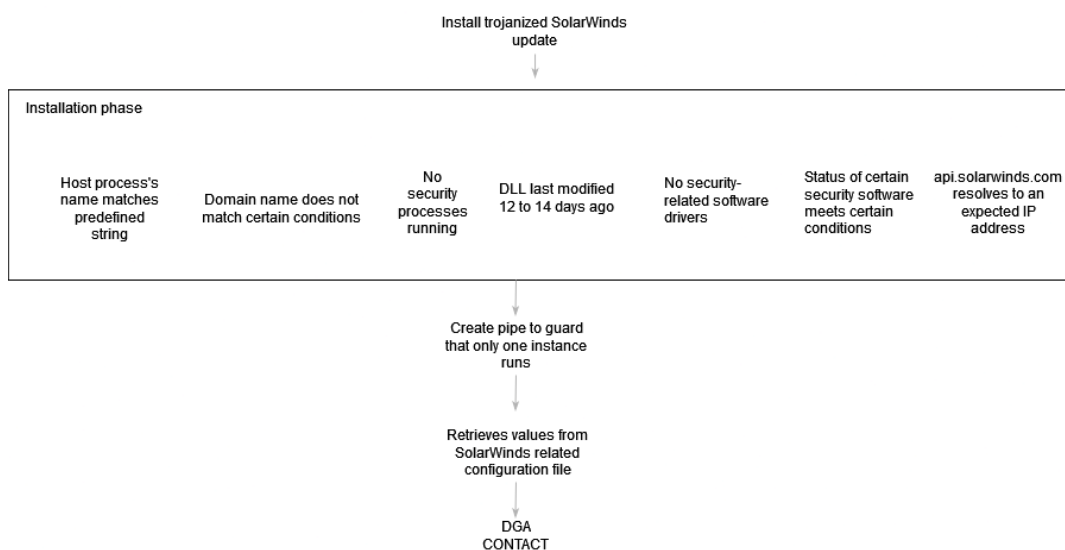 Install trojanized SolarWinds
update
Installation phase
Host process's
name matches
predefined
string
Domain name does not
match certain conditions
No
security
processes
running
DLL last modified
12 to 14 days ago
No security-
related software
drivers
Status of certain
security software
meets certain
conditions
api.solarwinds.com
resolves to an
expected IP
address
Create pipe to guard
that only one instance
runs
Retrieves values from
SolarWinds related
configuration file
DGA
CONTACT